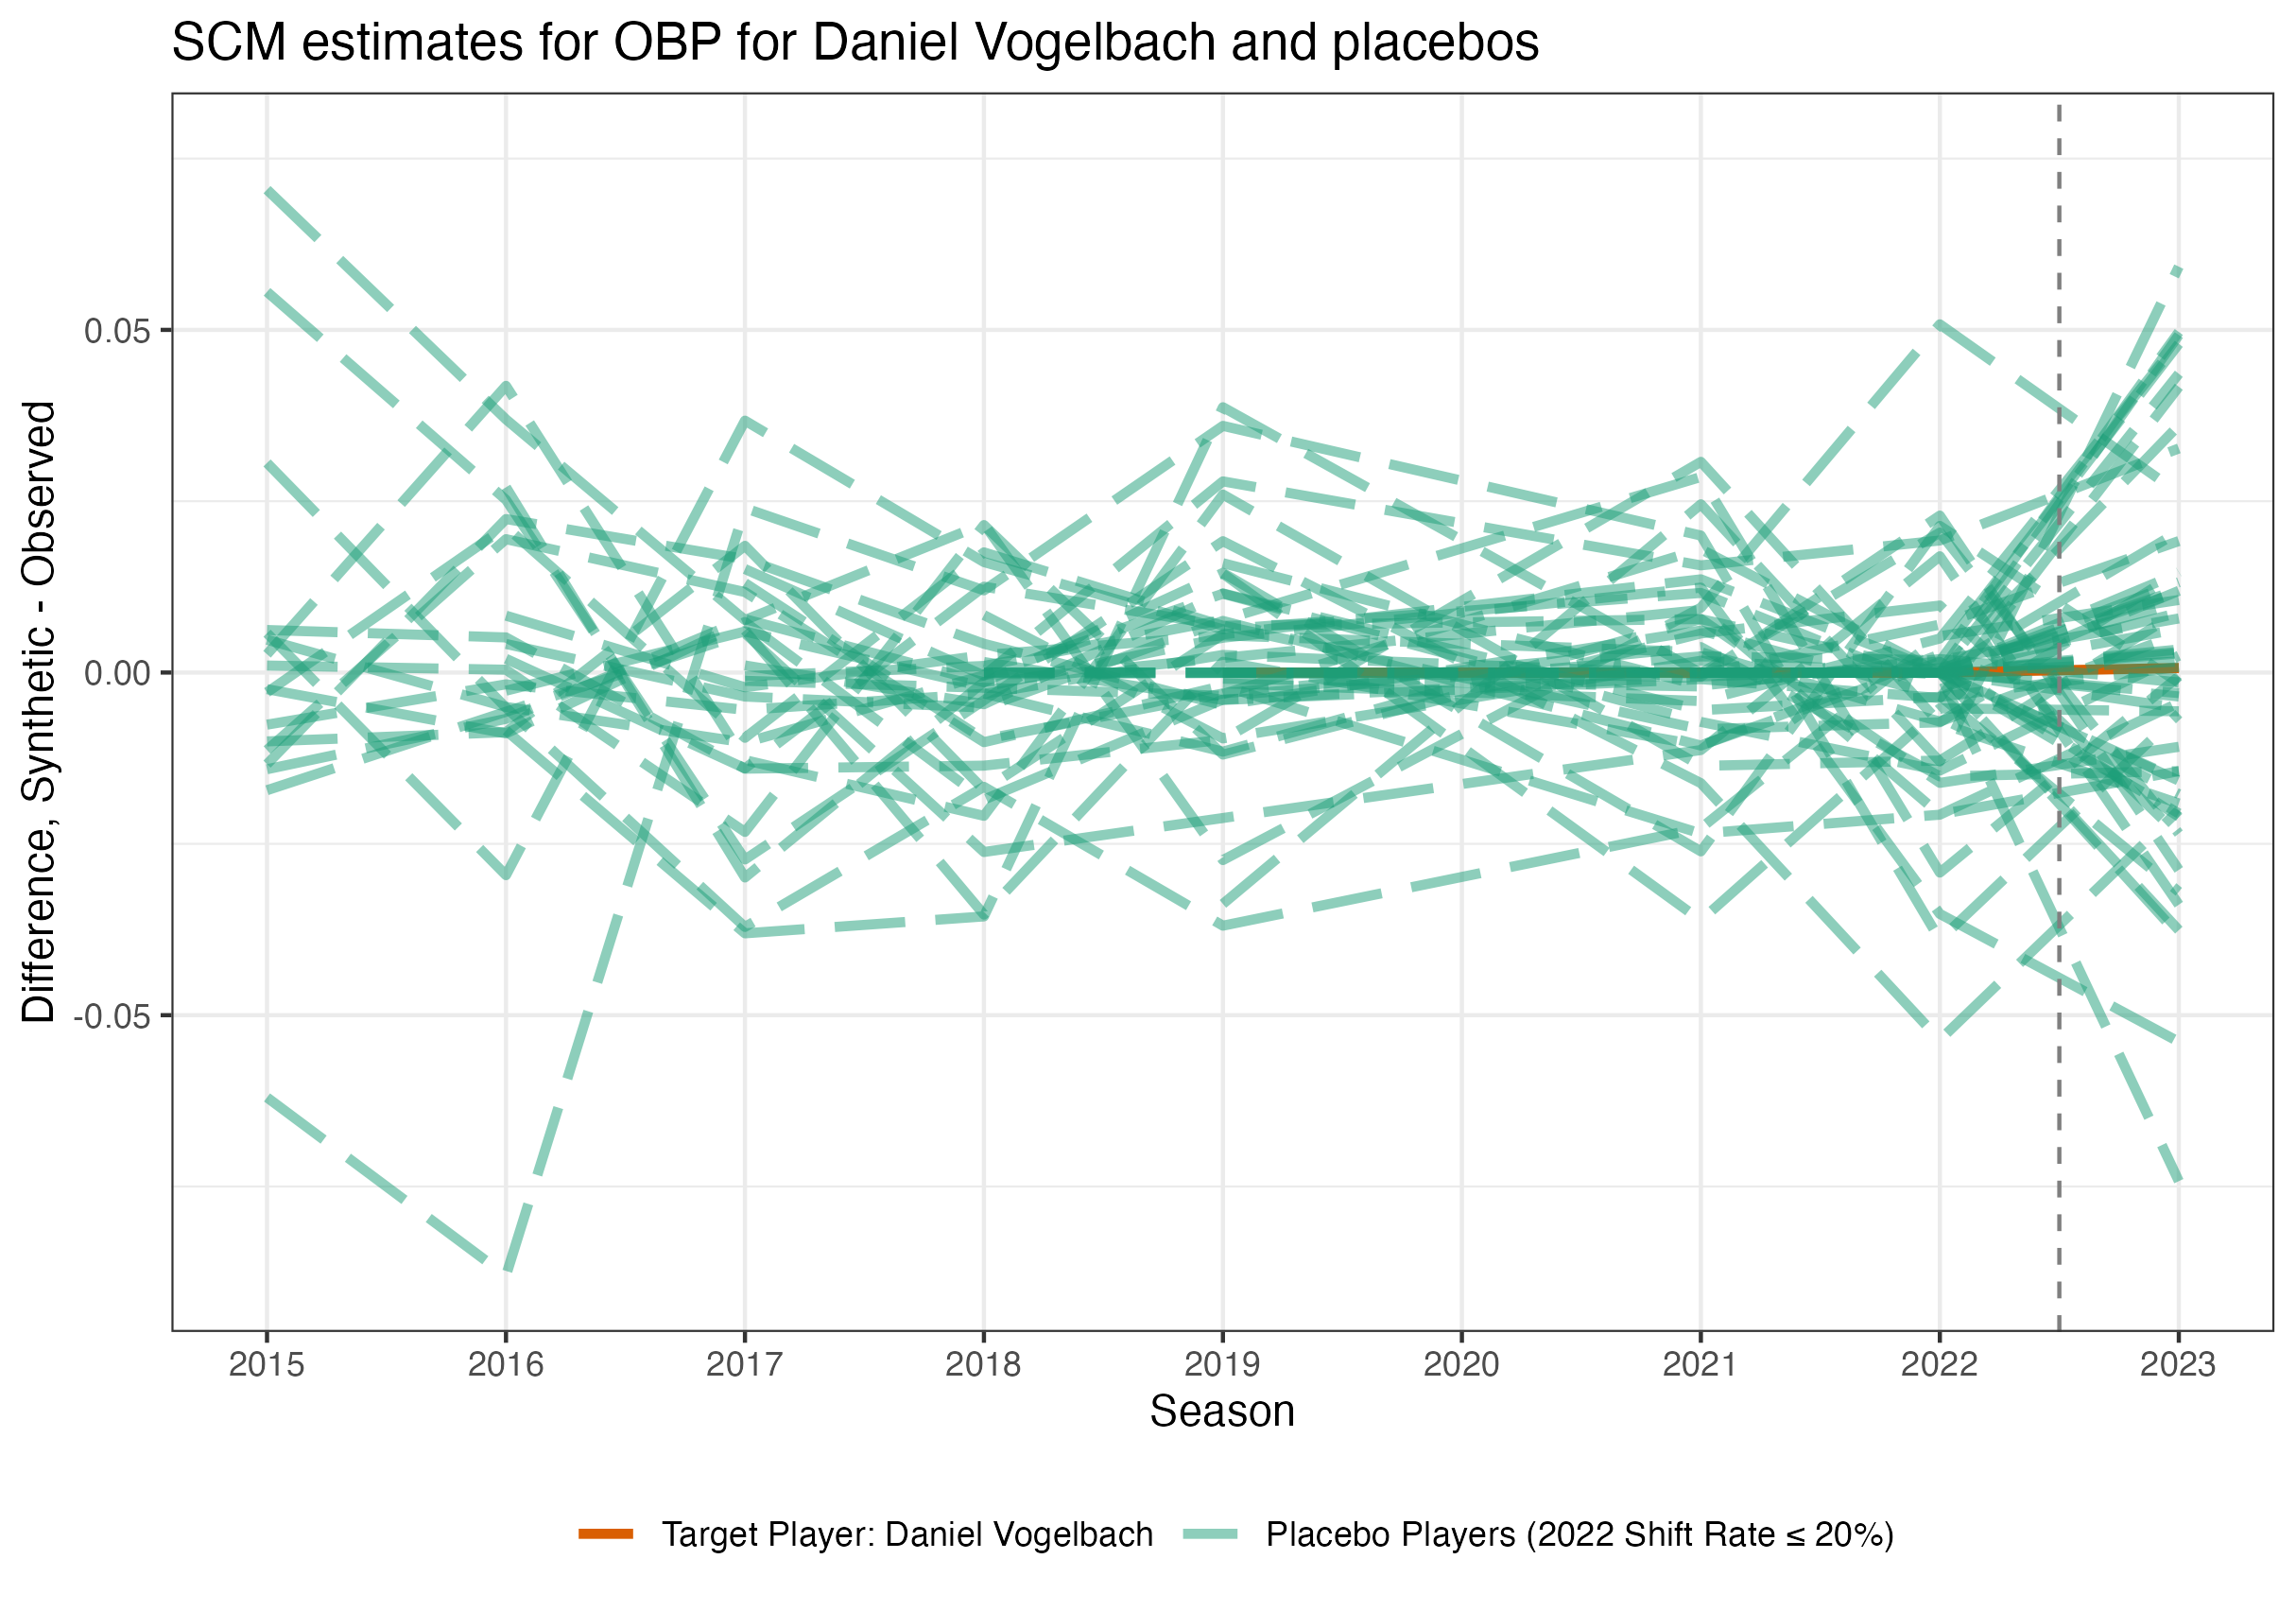 SCM estimates for OBP for Daniel Vogelbach and placebos
Difference, Synthetic - Observed
0.05
0.00
-0.05
2015 2016 2017 2018 2019 2020 2021 2022 2023
Season
Target Player: Daniel Vogelbach Placebo Players (2022 Shift Rate ≤ 20%)